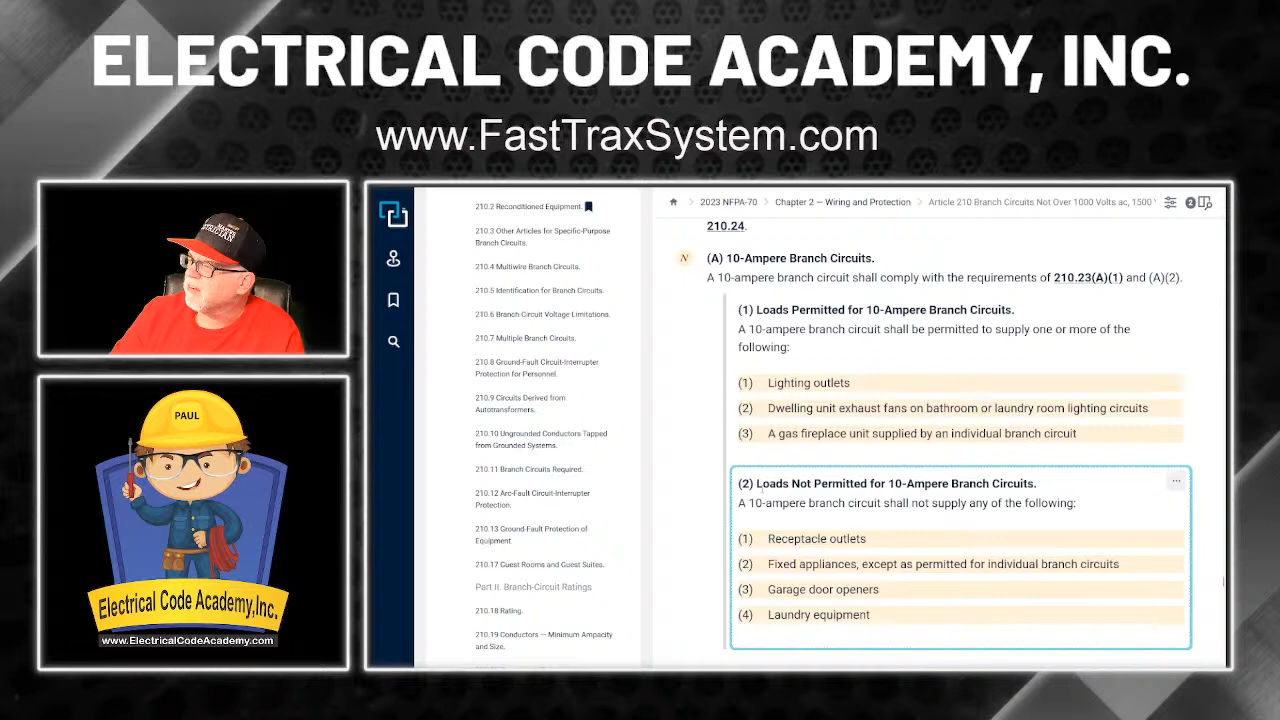 ELECTRICAL CODE ACADEMY, INC.
www.FastTraxSystem.com
MASTER
ELECTRICIAN
PAUL
Electrical Code Academy,Inc.
www.ElectricalCodeAcademy.com
210.2 Reconditioned Equipment.
210.3 Other Articles for Specific-Purpose
Branch Circuits.
210.4 Multiwire Branch Circuits.
210.5 Identification for Branch Circuits.
210.6 Branch-Circuit Voltage Limitations.
210.7 Multiple Branch Circuits.
210.8 Ground-Fault Circuit-Interrupter
Protection for Personnel.
210.9 Circuits Derived from
Autotransformers.
210.10 Ungrounded Conductors Tapped
from Grounded Systems.
210.11 Branch Circuits Required.
210.12 Arc-Fault Circuit-Interrupter
Protection.
210.13 Ground-Fault Protection of
Equipment.
210.17 Guest Rooms and Guest Suites.
Part II. Branch-Circuit Ratings
210.18 Rating.
210.19 Conductors — Minimum Ampacity
and Size.
> 2023 NFPA-70 > Chapter 2 — Wiring and Protection > Article 210 Branch Circuits Not Over 1000 Volts ac, 1500
2
210.24.
N (A) 10-Ampere Branch Circuits.
A 10-ampere branch circuit shall comply with the requirements of 210.23(A)(1) and (A)(2).
(1) Loads Permitted for 10-Ampere Branch Circuits.
A 10-ampere branch circuit shall be permitted to supply one or more of the
following:
(1) Lighting outlets
(2) Dwelling unit exhaust fans on bathroom or laundry room lighting circuits
(3) A gas fireplace unit supplied by an individual branch circuit
(2) Loads Not Permitted for 10-Ampere Branch Circuits.
A 10-ampere branch circuit shall not supply any of the following:
(1) Receptacle outlets
(2) Fixed appliances, except as permitted for individual branch circuits
(3) Garage door openers
(4) Laundry equipment